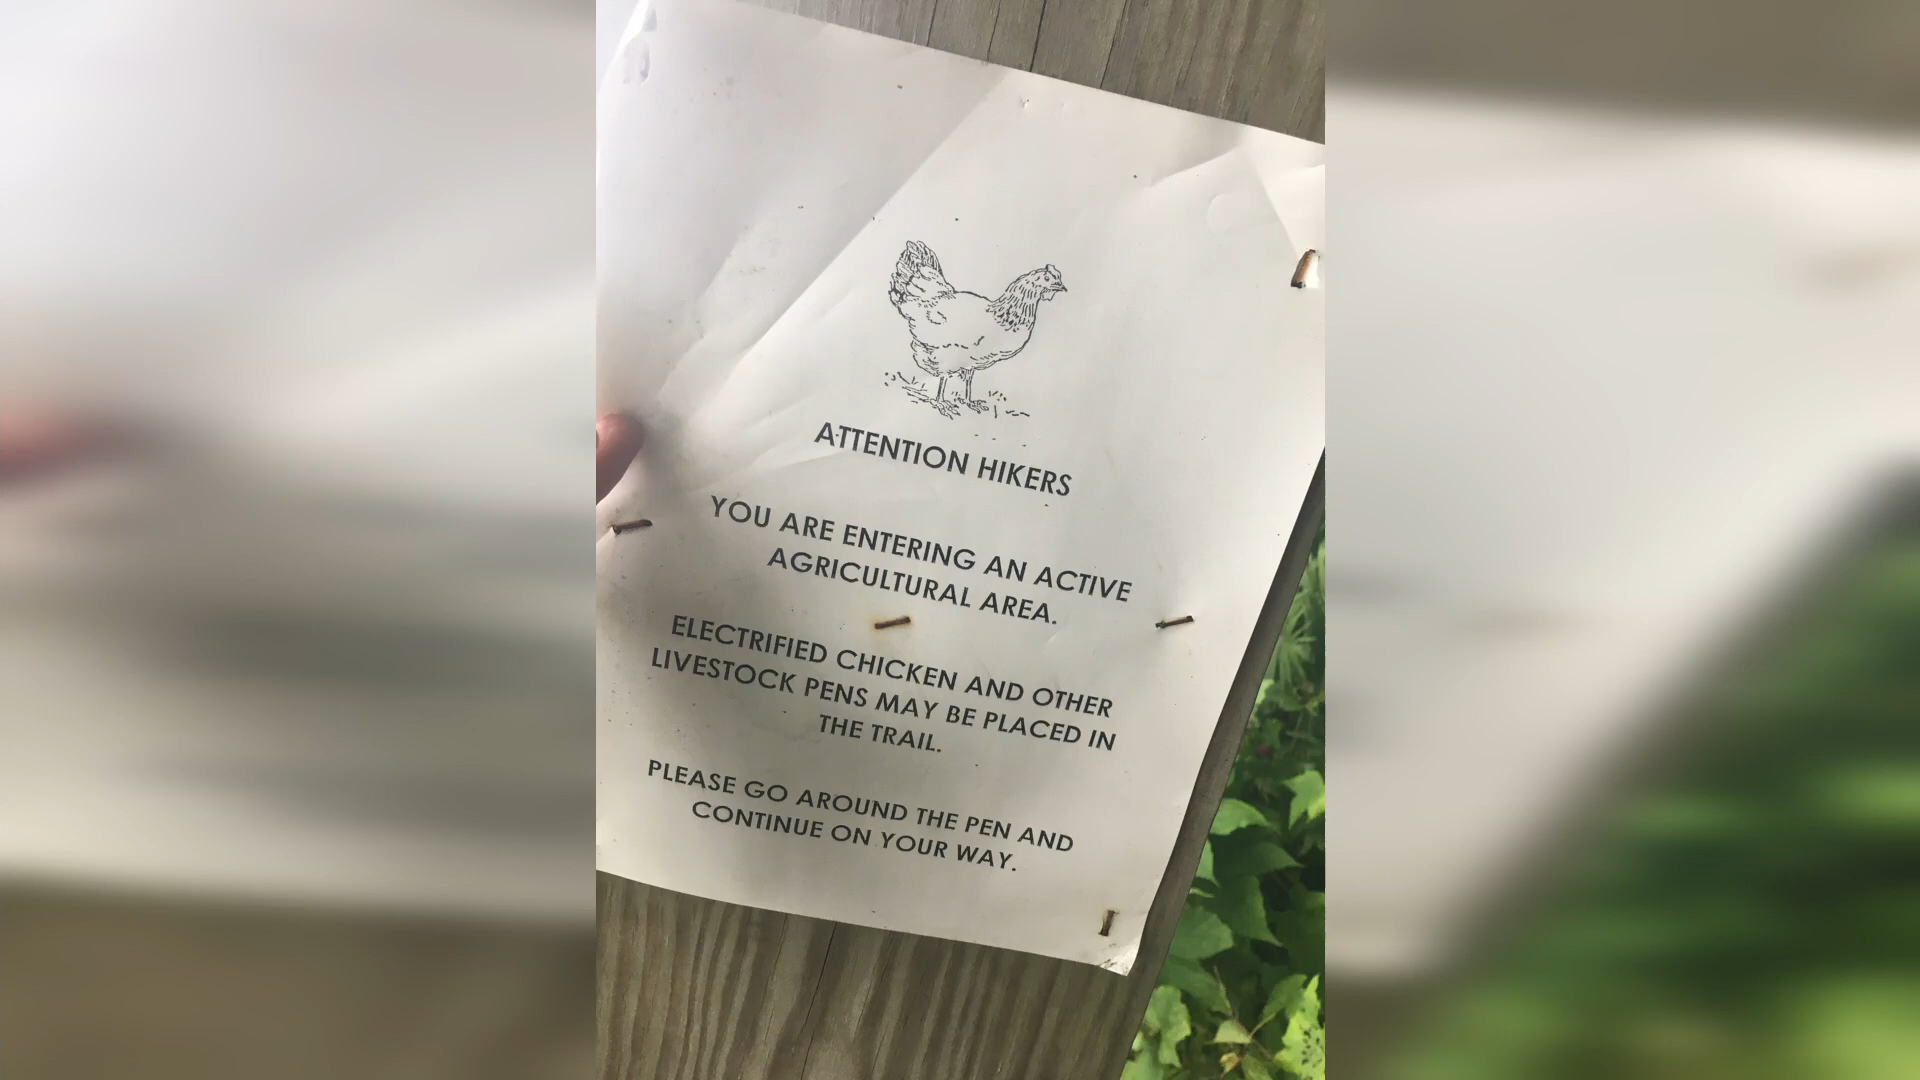 ATTENTION HIKERS
YOU ARE ENTERING AN ACTIVE
AGRICULTURAL AREA.
ELECTRIFIED CHICKEN AND OTHER
LIVESTOCK PENS MAY BE PLACED IN
THE TRAIL.
PLEASE GO AROUND THE PEN AND
CONTINUE ON YOUR WAY.